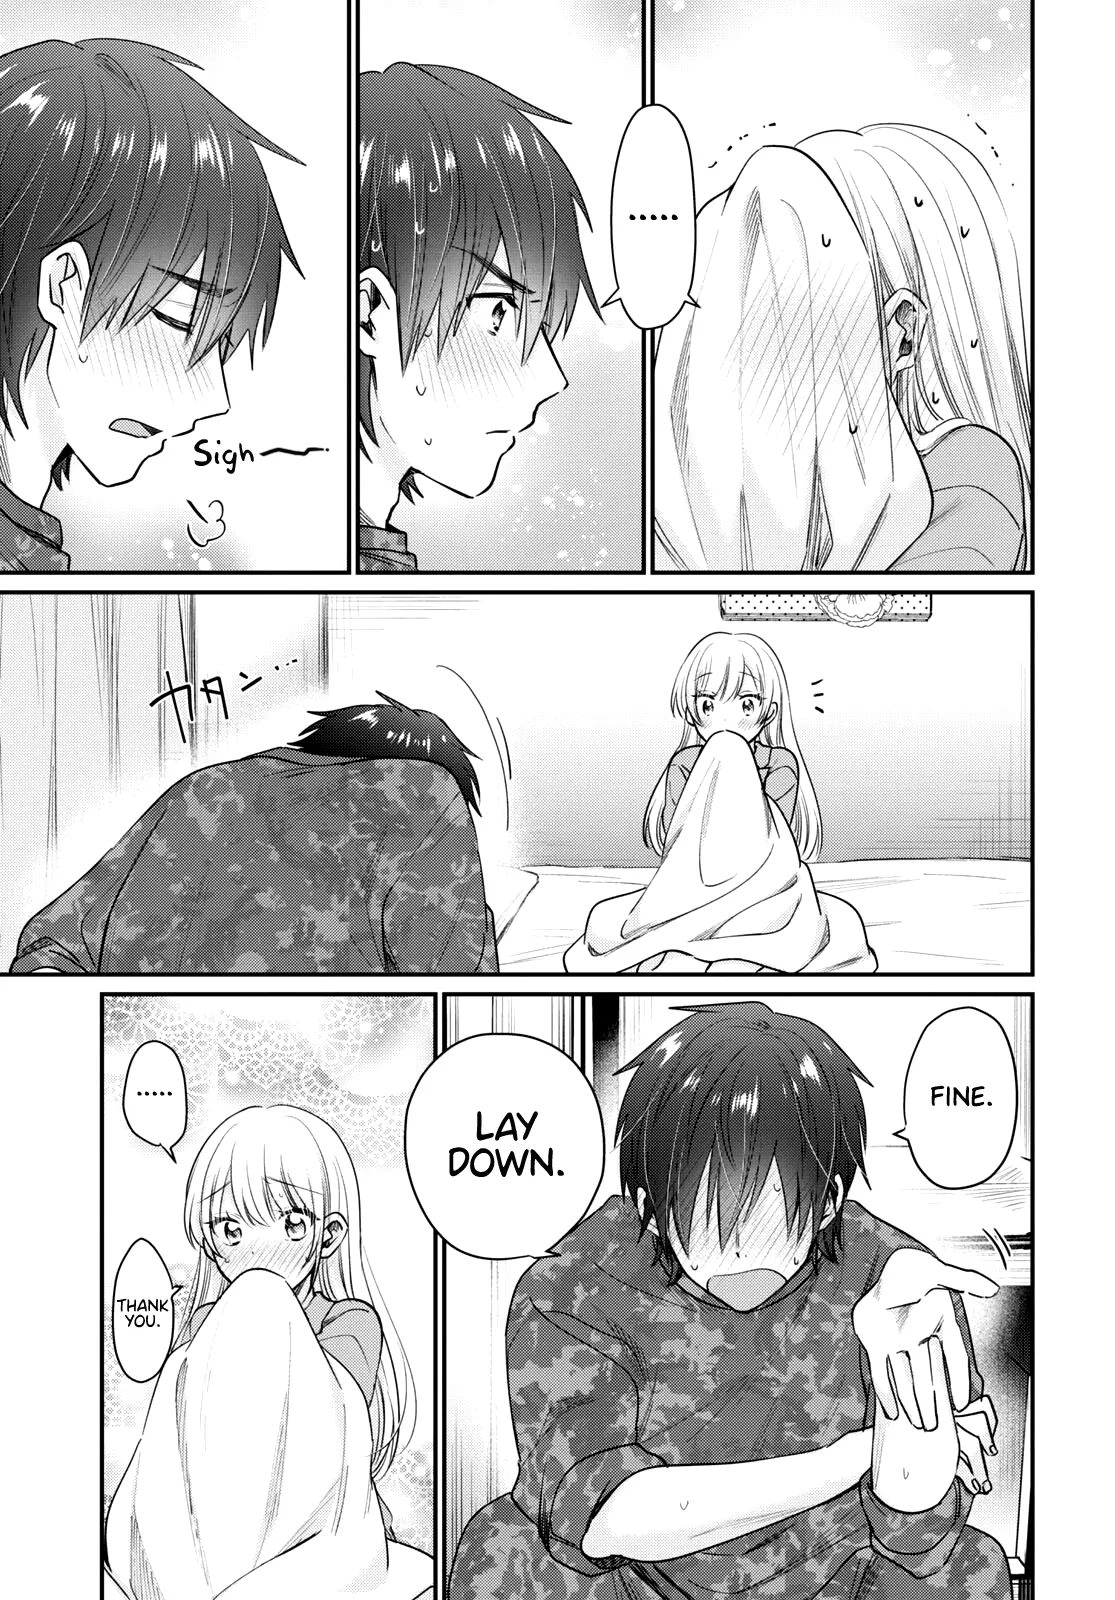 .....
Sigh
カタン...
FINE.
LAY
DOWN.
.....
THANK
YOU.